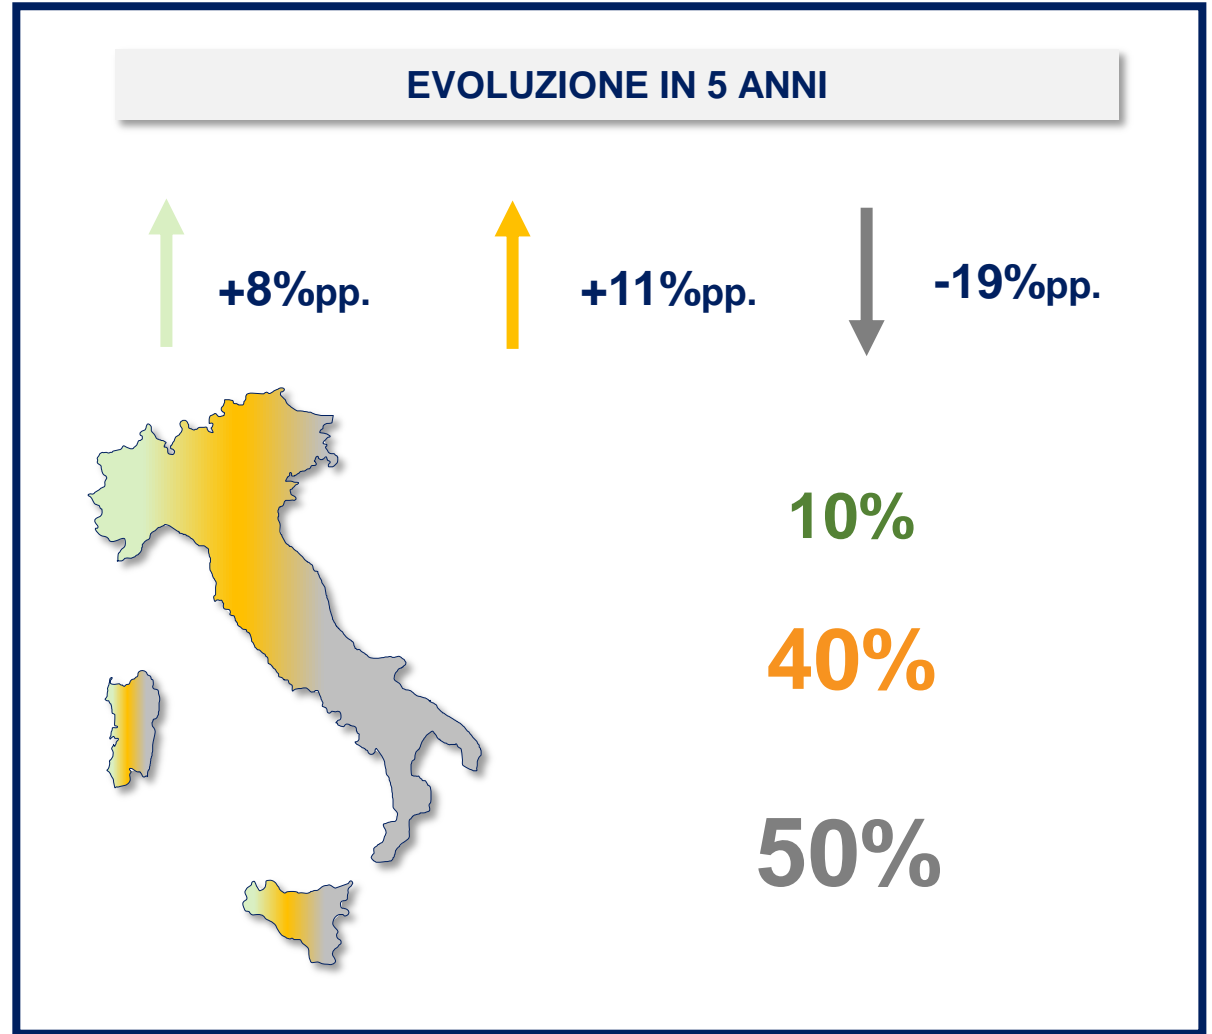 EVOLUZIONE IN 5 ANNI
+8%pp.
+11%pp.
-19%pp.
10%
40%
50%